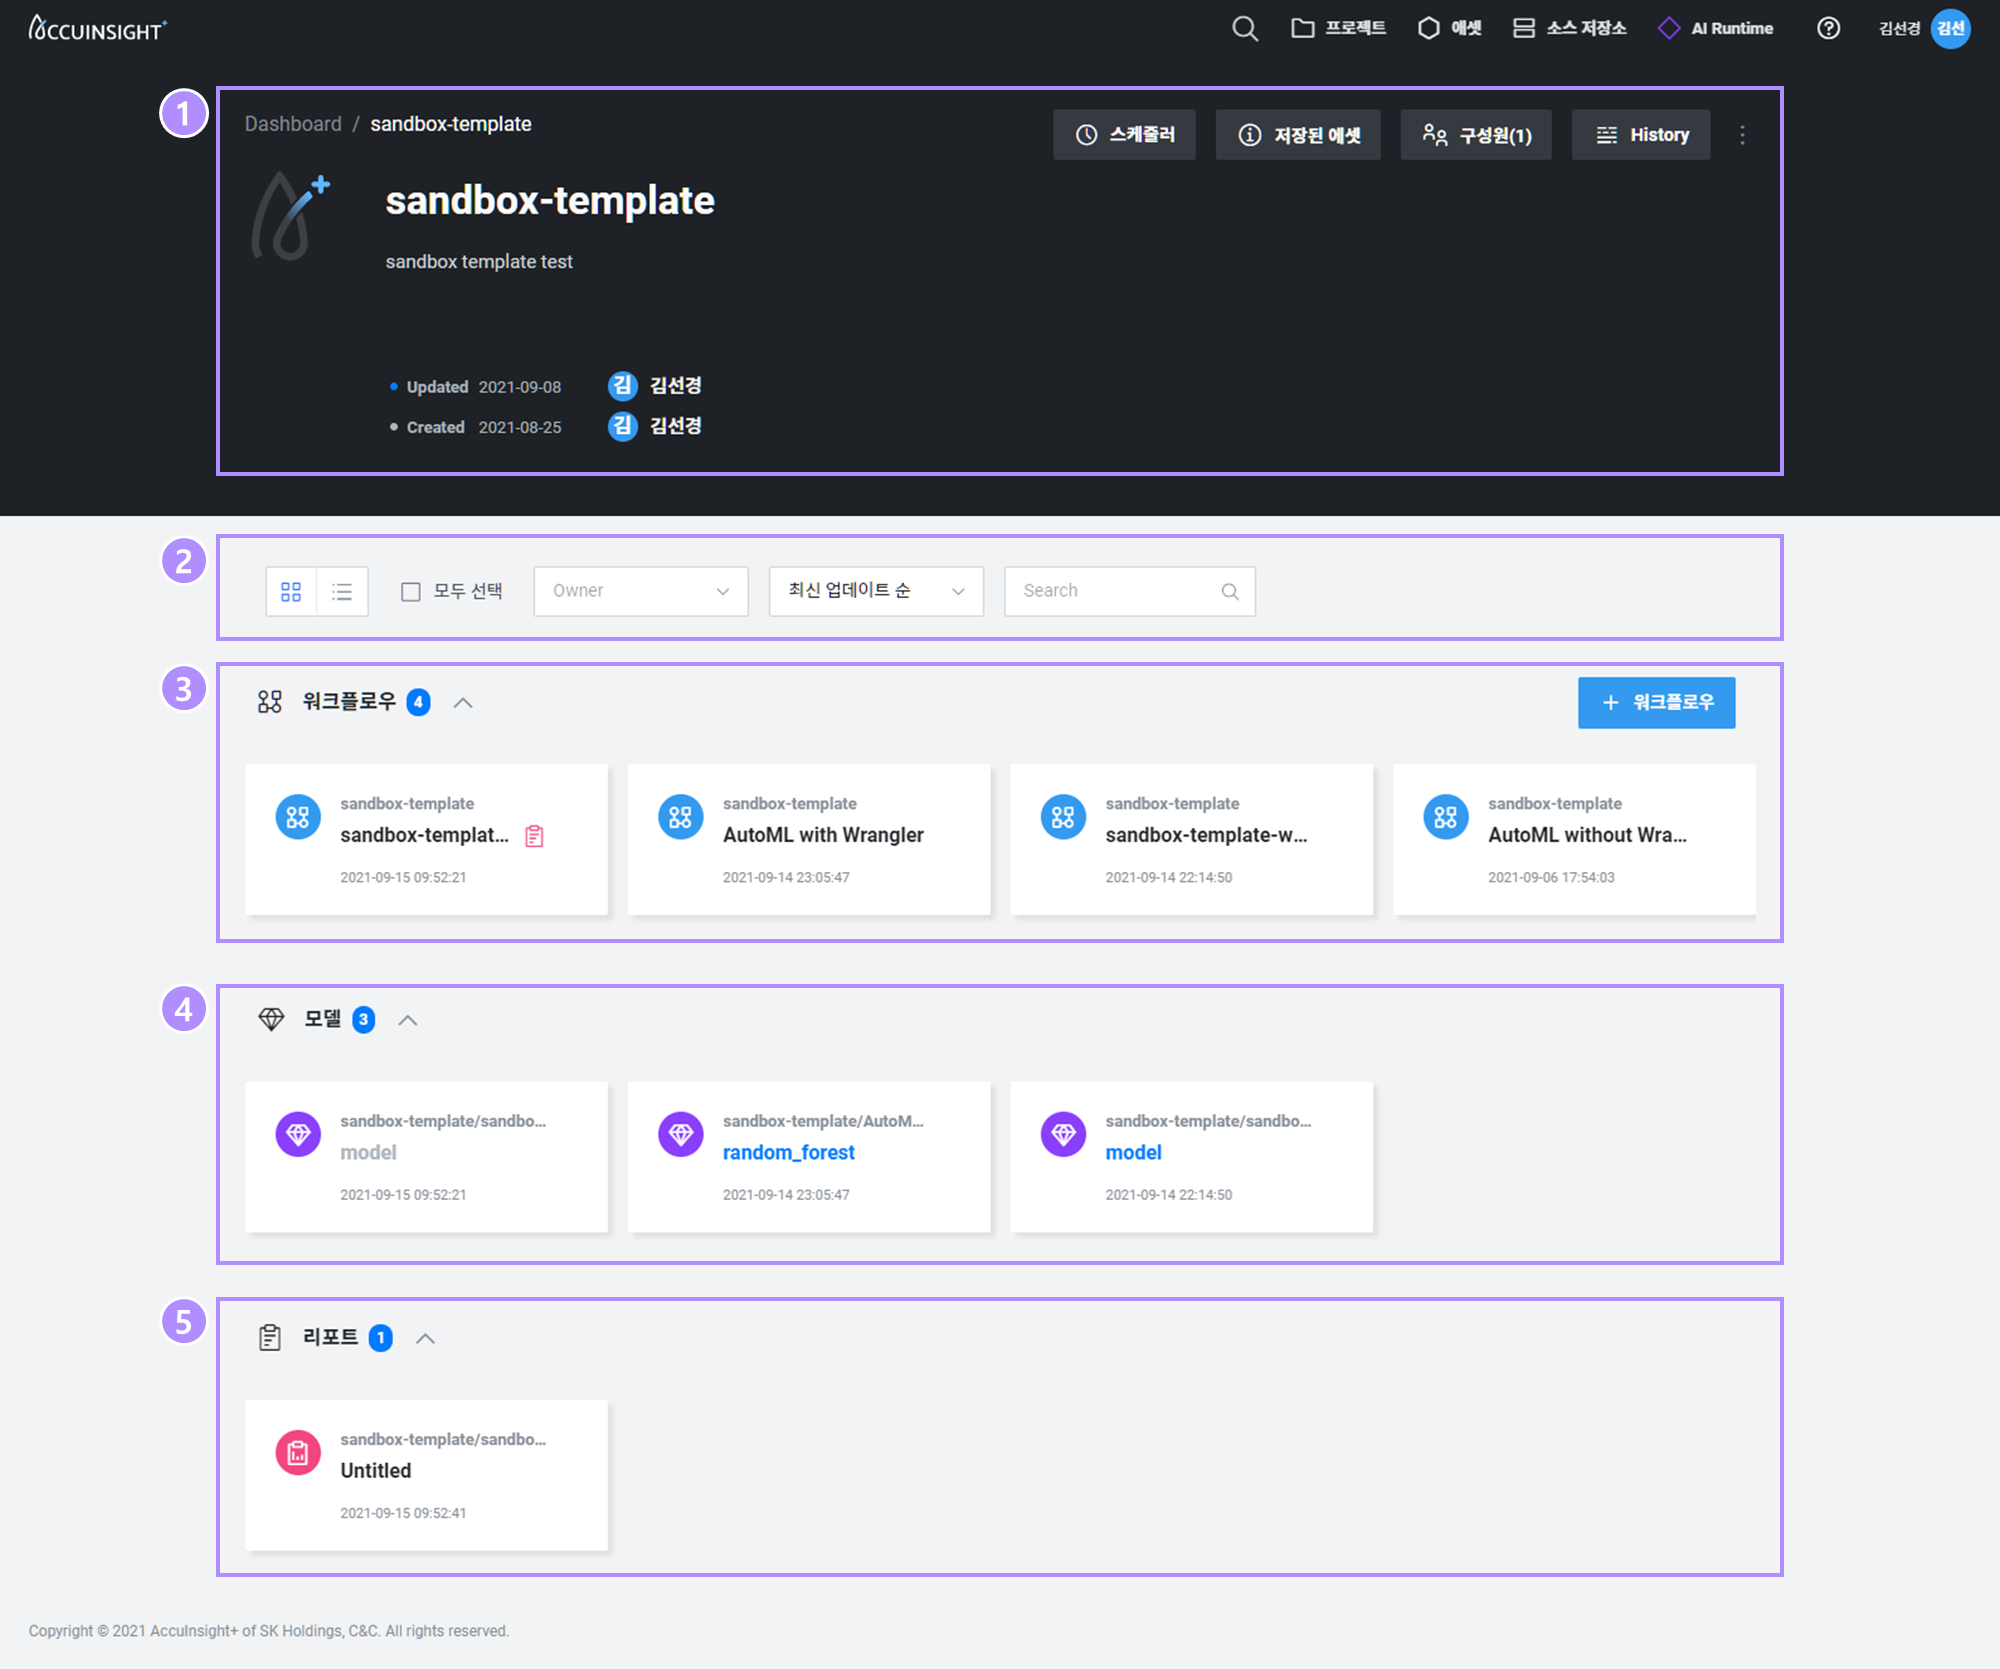 ACCUINSIGHT+
프로젝트 애셋 소스 저장소 AI Runtime 김선경 김선
1
Dashboard / sandbox-template
스케줄러 저장된 애셋 구성원(1) History
sandbox-template
sandbox template test
Updated 2021-09-08 김 김선경
Created 2021-08-25 김 김선경
2
모두 선택 Owner 최신 업데이트 순 Search
3
워크플로우 4
+ 워크플로우
sandbox-template
sandbox-templat...
2021-09-15 09:52:21
sandbox-template
AutoML with Wrangler
2021-09-14 23:05:47
sandbox-template
sandbox-template-w...
2021-09-14 22:14:50
sandbox-template
AutoML without Wra...
2021-09-06 17:54:03
4
모델 3
sandbox-template/sandbo...
model
2021-09-15 09:52:21
sandbox-template/AutoM...
random_forest
2021-09-14 23:05:47
sandbox-template/sandbo...
model
2021-09-14 22:14:50
5
리포트 1
sandbox-template/sandbo...
Untitled
2021-09-15 09:52:41
Copyright © 2021 AccuInsight+ of SK Holdings, C&C. All rights reserved.